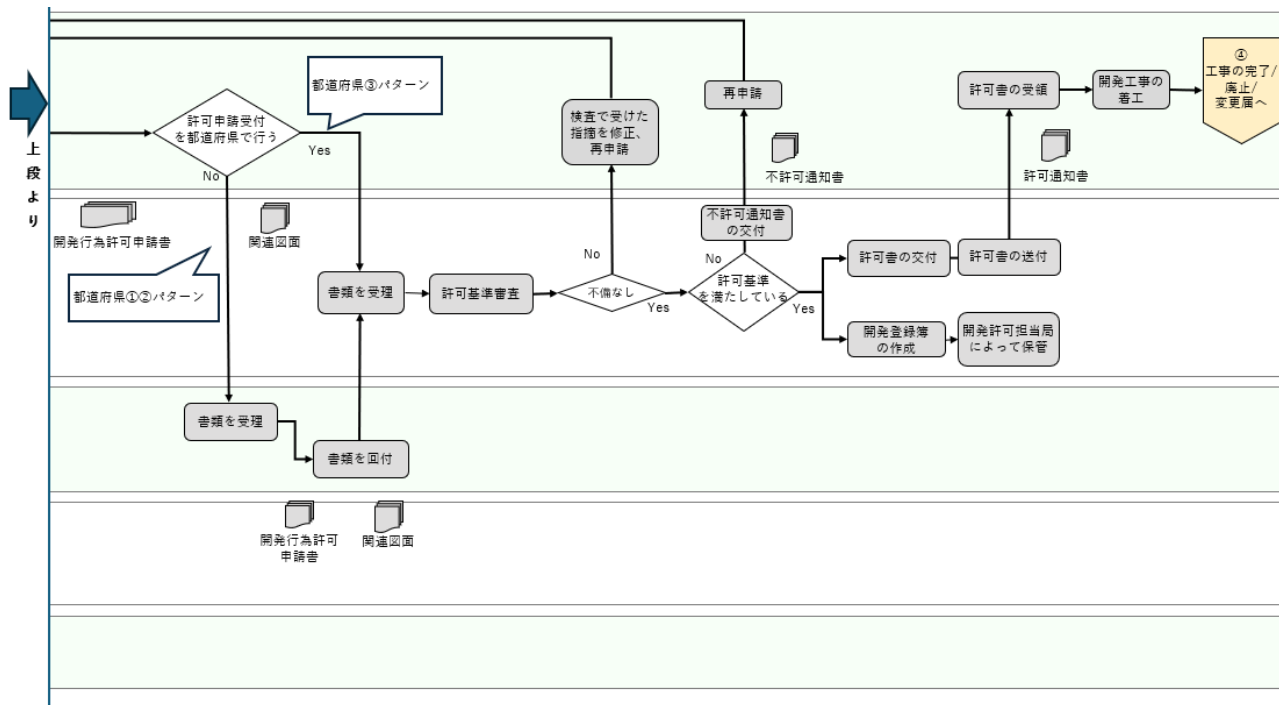 上段より
許可申請受付
を都道府県で行う
都道府県③パターン
Yes
No
検査で受けた
指摘を修正、
再申請
再申請
不許可通知書
許可書の受領
開発工事の
着工
許可通知書
④
工事の完了/
廃止/
変更届へ
開発行為許可申請書
関連図面
都道府県①②パターン
書類を受理
許可基準審査
No
不備なし
Yes
不許可通知書
の交付
No
許可基準
を満たしている
Yes
許可書の交付
許可書の送付
開発登録簿
の作成
開発許可担当局
によって保管
書類を受理
書類を回付
開発行為許可
申請書
関連図面